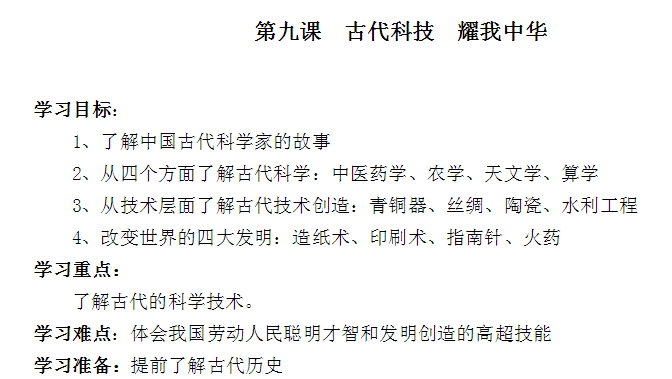 第九课 古代科技 耀我中华
学习目标：
1、了解中国古代科学家的故事
2、从四个方面了解古代科学：中医药学、农学、天文学、算学
3、从技术层面了解古代技术创造：青铜器、丝绸、陶瓷、水利工程
4、改变世界的四大发明：造纸术、印刷术、指南针、火药
学习重点：
了解古代的科学技术。
学习难点：体会我国劳动人民聪明才智和发明创造的高超技能
学习准备：提前了解古代历史